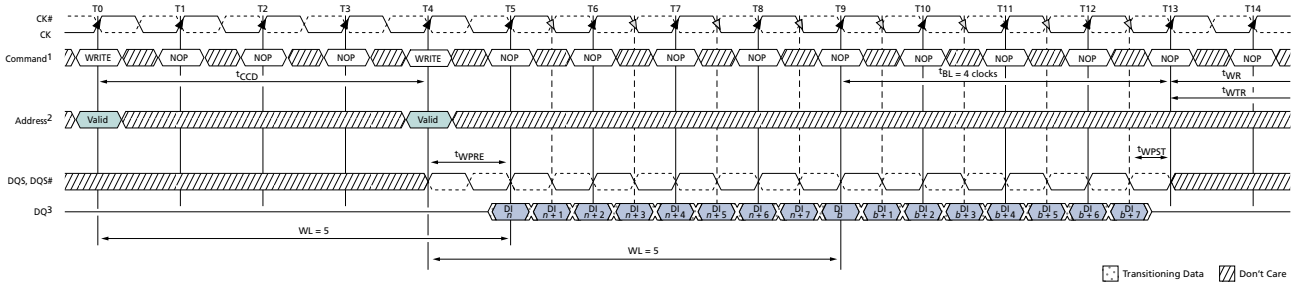 T0 T1 T2 T3 T4 T5 T6 T7 T8 T9 T10 T11 T12 T13 T14
CK#
CK
Command1 WRITE NOP NOP NOP WRITE NOP NOP NOP NOP NOP NOP NOP NOP NOP NOP
tCCD tBL = 4 clocks tWR
tWTR
Address2 Valid Valid
tWPRE tWPST
DQS, DQS#
DQ3 DI n DI n + 1 DI n + 2 DI n + 3 DI n + 4 DI n + 5 DI n + 6 DI n + 7 DI b DI b + 1 DI b + 2 DI b + 3 DI b + 4 DI b + 5 DI b + 6 DI b + 7
WL = 5
WL = 5
Transitioning Data Don't Care